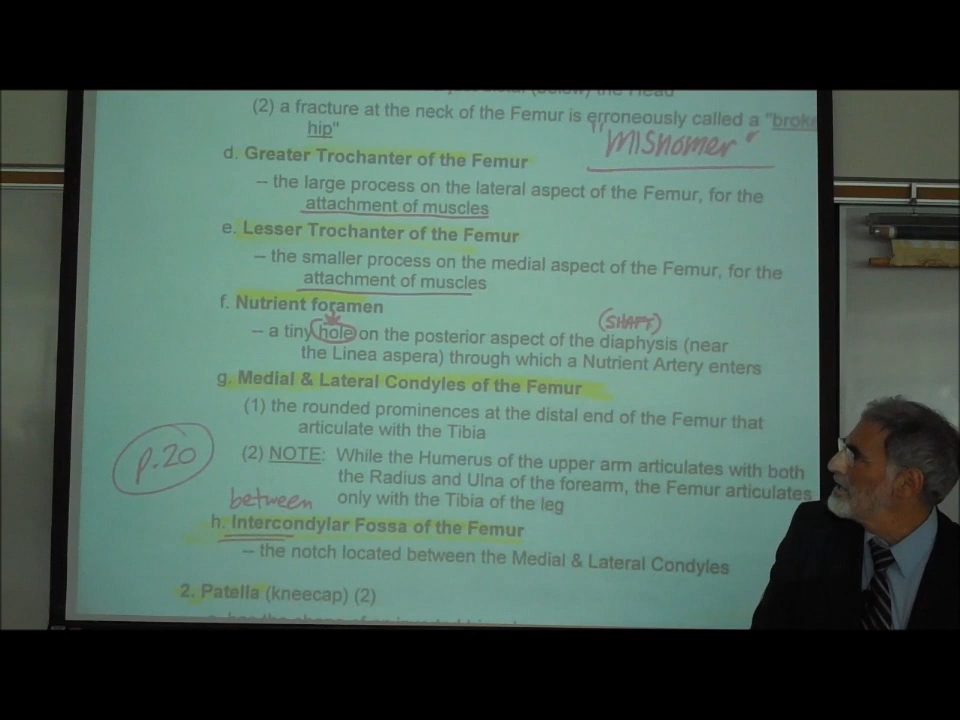 (below) the Head
(2) a fracture at the neck of the Femur is erroneously called a "broke
hip"
"Misnomer"
d. Greater Trochanter of the Femur
-- the large process on the lateral aspect of the Femur, for the
attachment of muscles
e. Lesser Trochanter of the Femur
-- the smaller process on the medial aspect of the Femur, for the
attachment of muscles
f. Nutrient foramen
(SHAFT)
-- a tiny hole on the posterior aspect of the diaphysis (near
the Linea aspera) through which a Nutrient Artery enters
g. Medial & Lateral Condyles of the Femur
(1) the rounded prominences at the distal end of the Femur that
articulate with the Tibia
p.20
(2) NOTE: While the Humerus of the upper arm articulates with both
the Radius and Ulna of the forearm, the Femur articulates
only with the Tibia of the leg
between
h. Intercondylar Fossa of the Femur
-- the notch located between the Medial & Lateral Condyles
2. Patella (kneecap) (2)